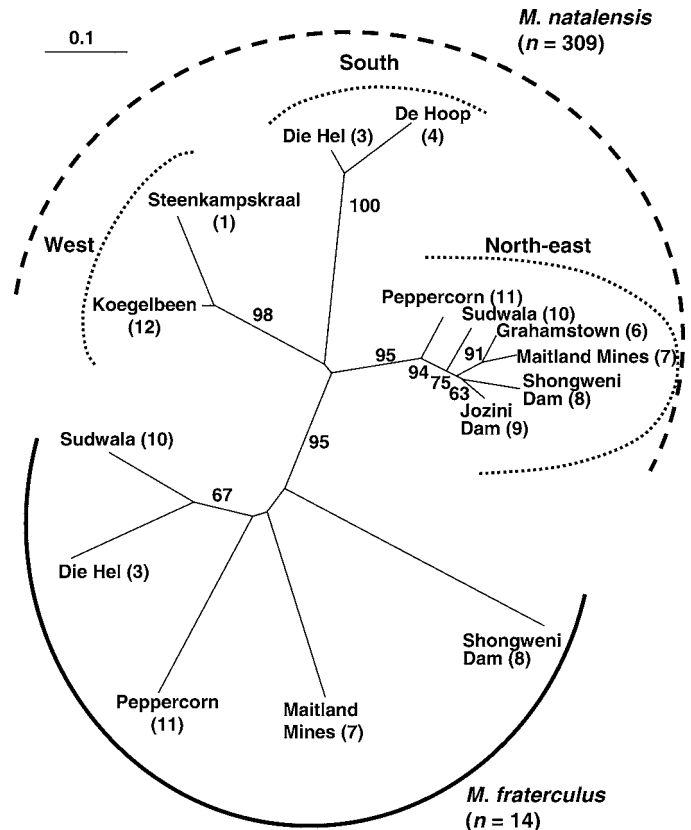 M. natalensis
(n = 309)
0.1
South
De Hoop
(4)
Die Hel (3)
100
Steenkampskraal
(1)
West
Koegelbeen
(12)
98
North-east
Peppercorn (11)
Sudwala (10)
Grahamstown (6)
Maitland Mines (7)
Shongweni
Dam (8)
Jozini
Dam (9)
95
94
75
63
91
95
Sudwala (10)
67
Die Hel (3)
Peppercorn
(11)
Maitland
Mines (7)
Shongweni
Dam (8)
M. fraterculus
(n = 14)